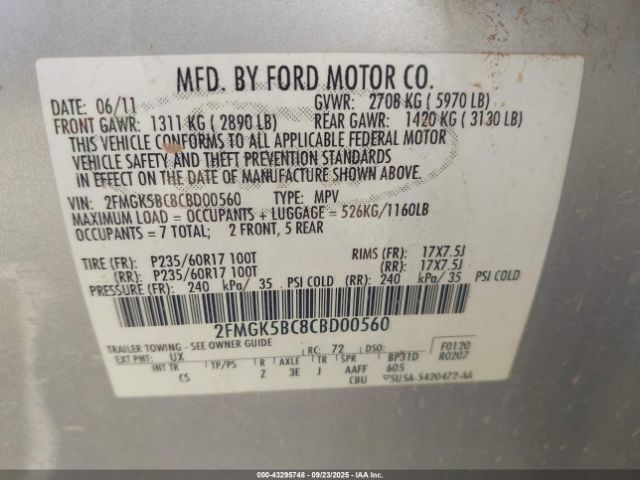 MFD. BY FORD MOTOR CO.
DATE: 06/11 GVWR: 2708 KG ( 5970 LB)
FRONT GAWR: 1311 KG ( 2890 LB) REAR GAWR: 1420 KG ( 3130 LB)
THIS VEHICLE CONFORMS TO ALL APPLICABLE FEDERAL MOTOR
VEHICLE SAFETY AND THEFT PREVENTION STANDARDS
IN EFFECT ON THE DATE OF MANUFACTURE SHOWN ABOVE.
VIN: 2FMGK5BC8CBD00560 TYPE: MPV
MAXIMUM LOAD = OCCUPANTS + LUGGAGE = 526KG/1160LB
OCCUPANTS = 7 TOTAL; 2 FRONT, 5 REAR
TIRE (FR): P235/60R17 100T RIMS (FR): 17X7.5J
(RR): P235/60R17 100T (RR): 17X7.5J
PRESSURE (FR): 240 kPa/ 35 PSI COLD (RR): 240 kPa/ 35 PSI COLD
2FMGK5BC8CBD00560
TRAILER TOWING - SEE OWNER GUIDE
EXT PNT: UX RC: 72 DSO: F0120
INT TR TP/PS R AXLE TR SPR BP31D R0207
CS Z 3E J AAFF 605
CBU 5U5A-5420472-AA
000-43295748 - 09/23/2025 - IAAI.COM